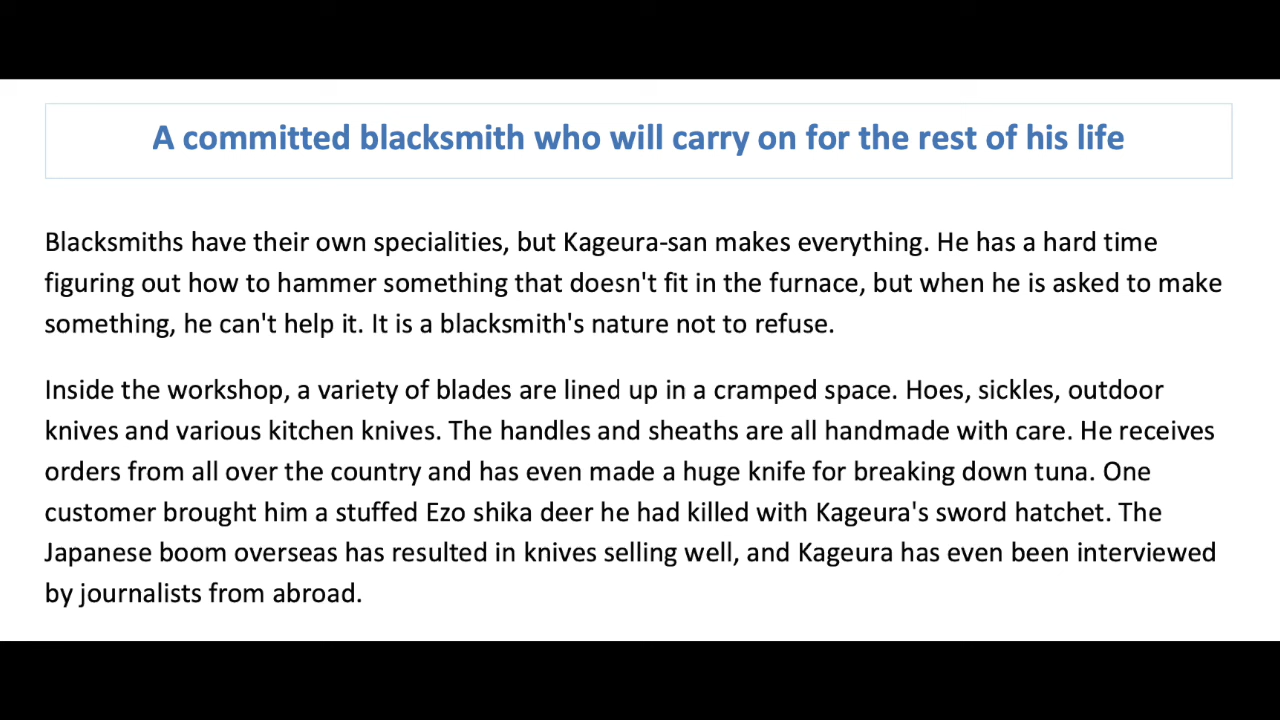 A committed blacksmith who will carry on for the rest of his life
Blacksmiths have their own specialities, but Kageura-san makes everything. He has a hard time
figuring out how to hammer something that doesn't fit in the furnace, but when he is asked to make
something, he can't help it. It is a blacksmith's nature not to refuse.
Inside the workshop, a variety of blades are lined up in a cramped space. Hoes, sickles, outdoor
knives and various kitchen knives. The handles and sheaths are all handmade with care. He receives
orders from all over the country and has even made a huge knife for breaking down tuna. One
customer brought him a stuffed Ezo shika deer he had killed with Kageura's sword hatchet. The
Japanese boom overseas has resulted in knives selling well, and Kageura has even been interviewed
by journalists from abroad.